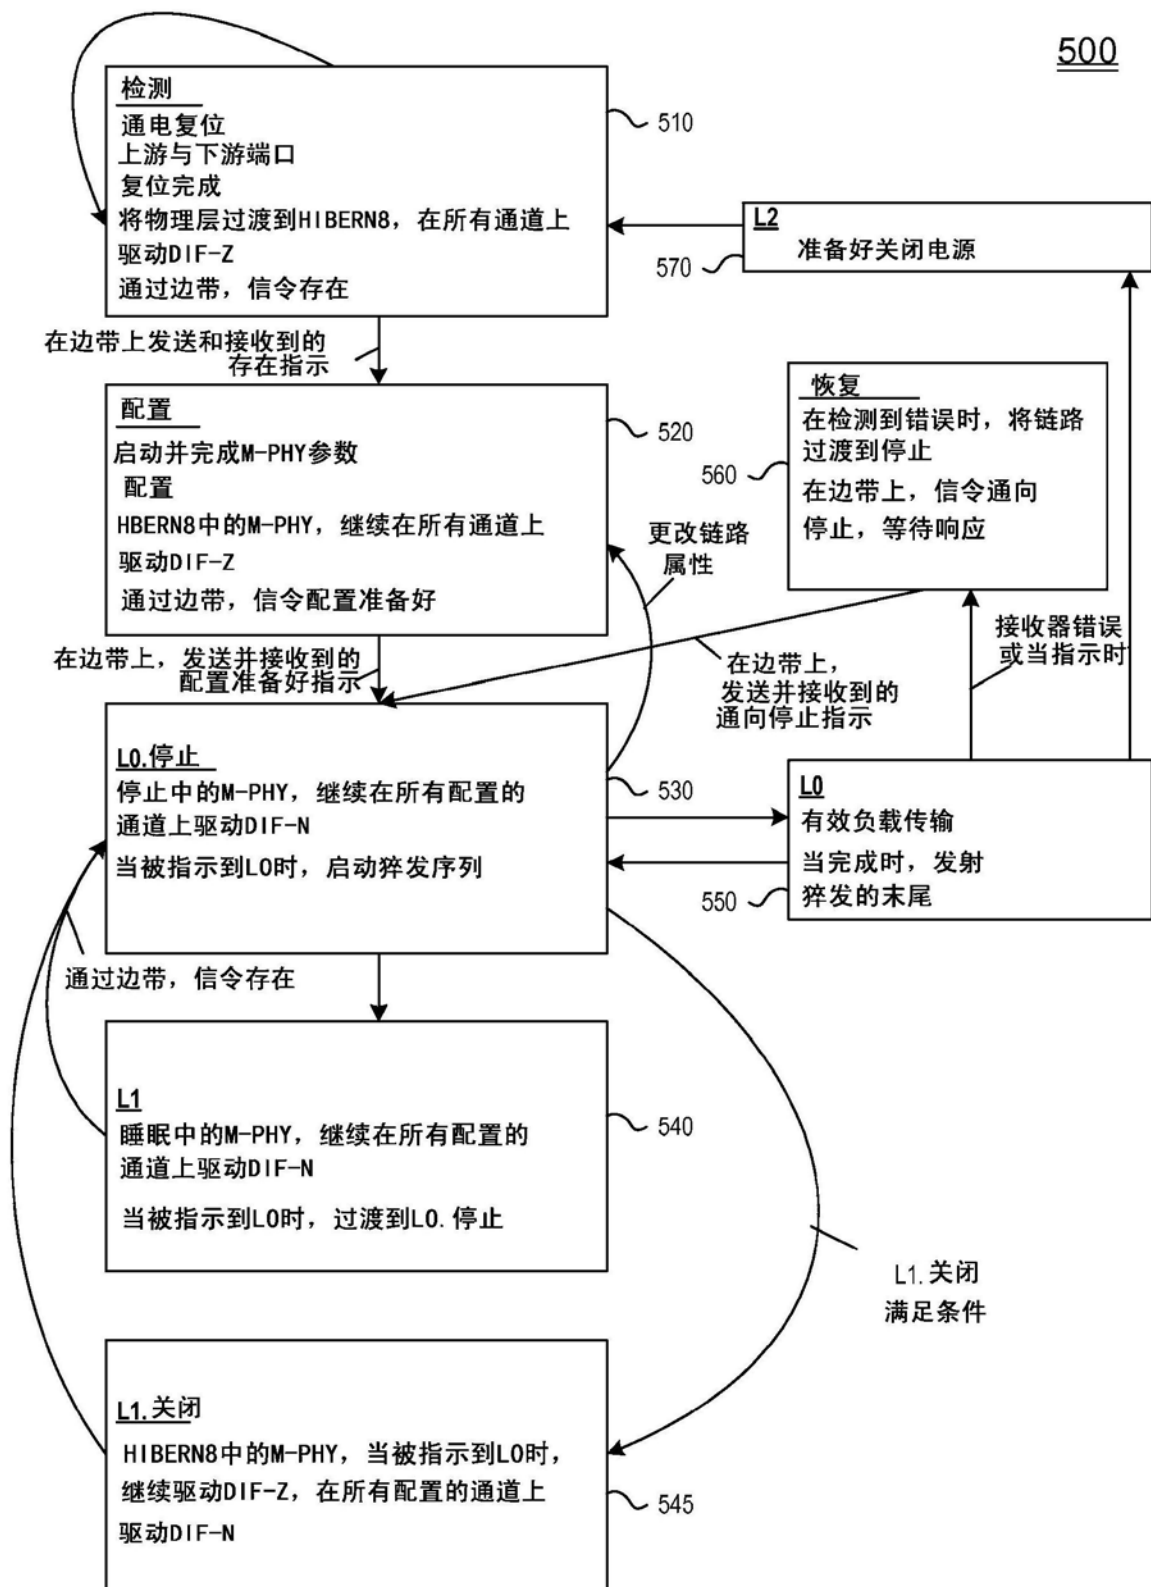 500
检测
通电复位
上游与下游端口
复位完成
将物理层过渡到HIBERN8，在所有通道上
驱动DIF-Z
通过边带，信令存在
510
L2
准备好关闭电源
570
在边带上发送和接收到的
存在指示
配置
启动并完成M-PHY参数
配置
HBERN8中的M-PHY，继续在所有通道上
驱动DIF-Z
通过边带，信令配置准备好
520
恢复
在检测到错误时，将链路
过渡到停止
在边带上，信令通向
停止，等待响应
560
更改链路
属性
在边带上，发送并接收到的
配置准备好指示
在边带上，
发送并接收到的
通向停止指示
接收器错误
或当指示时
L0.停止
停止中的M-PHY，继续在所有配置的
通道上驱动DIF-N
当被指示到L0时，启动猝发序列
530
L0
有效负载传输
当完成时，发射
猝发的末尾
550
通过边带，信令存在
L1
睡眠中的M-PHY，继续在所有配置的
通道上驱动DIF-N
当被指示到L0时，过渡到L0.停止
540
L1.关闭
满足条件
L1.关闭
HIBERN8中的M-PHY，当被指示到L0时，
继续驱动DIF-Z，在所有配置的通道上
驱动DIF-N
545